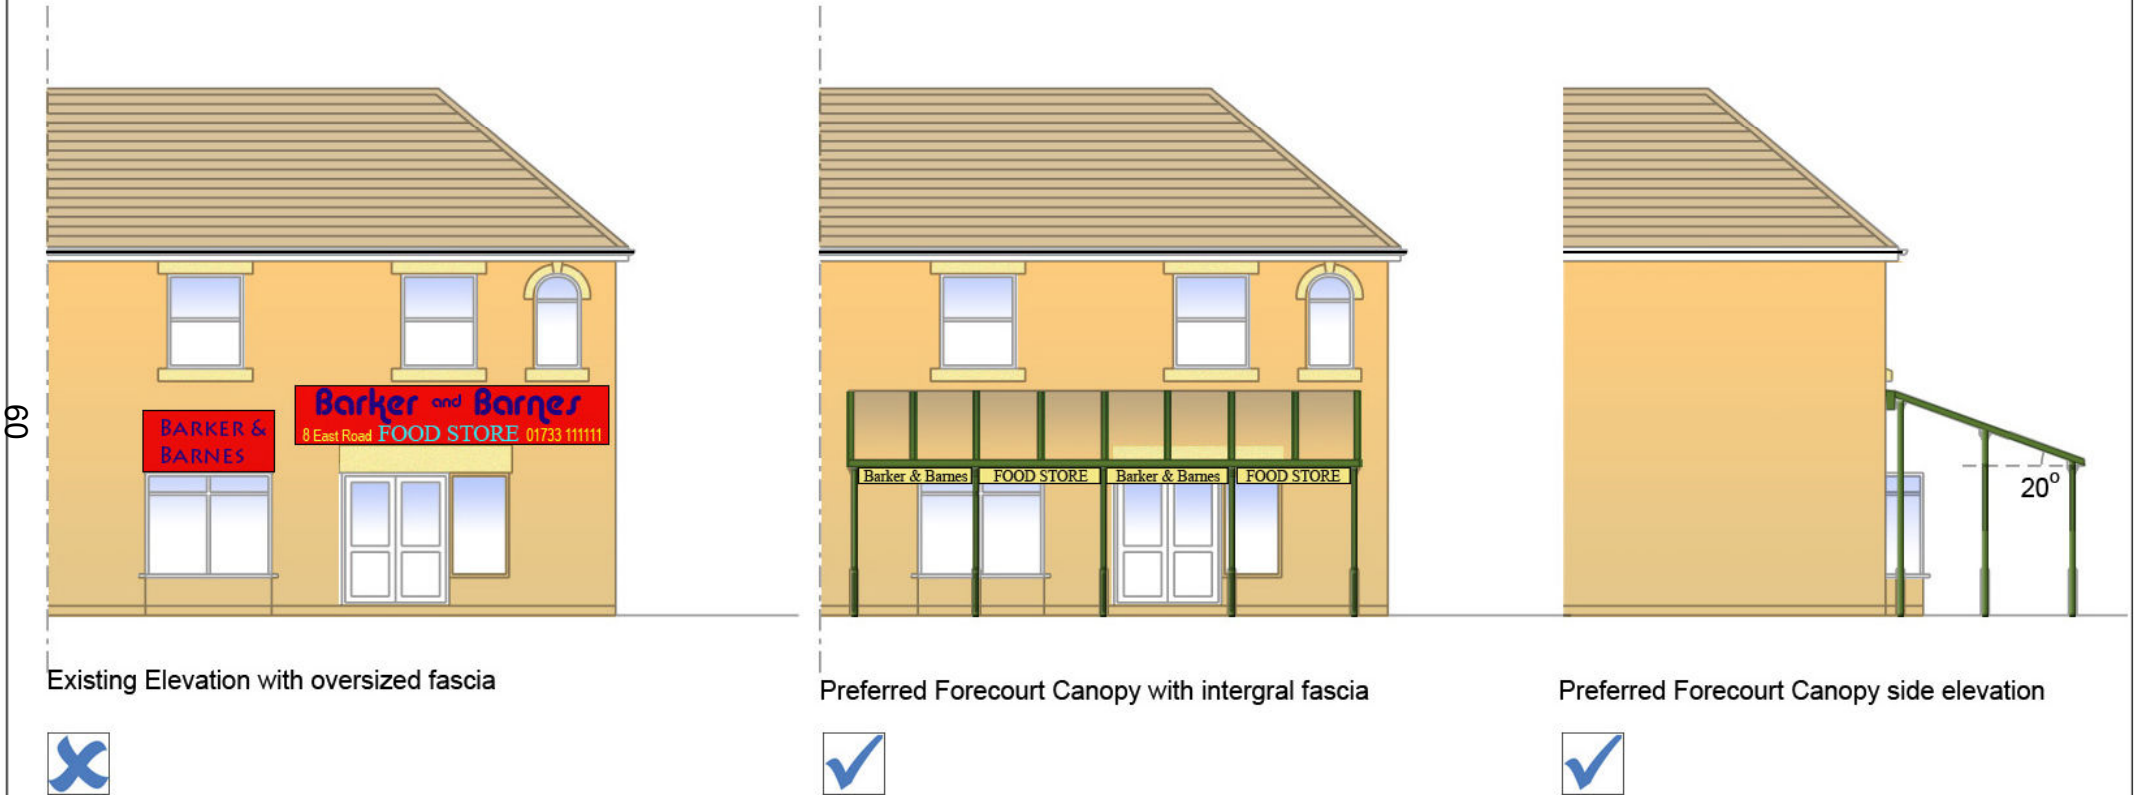 60
BARKER &
BARNES
Barker and Barnes
8 East Road FOOD STORE 01733 111111
Barker & Barnes FOOD STORE Barker & Barnes FOOD STORE
20°
Existing Elevation with oversized fascia
Preferred Forecourt Canopy with intergral fascia
Preferred Forecourt Canopy side elevation